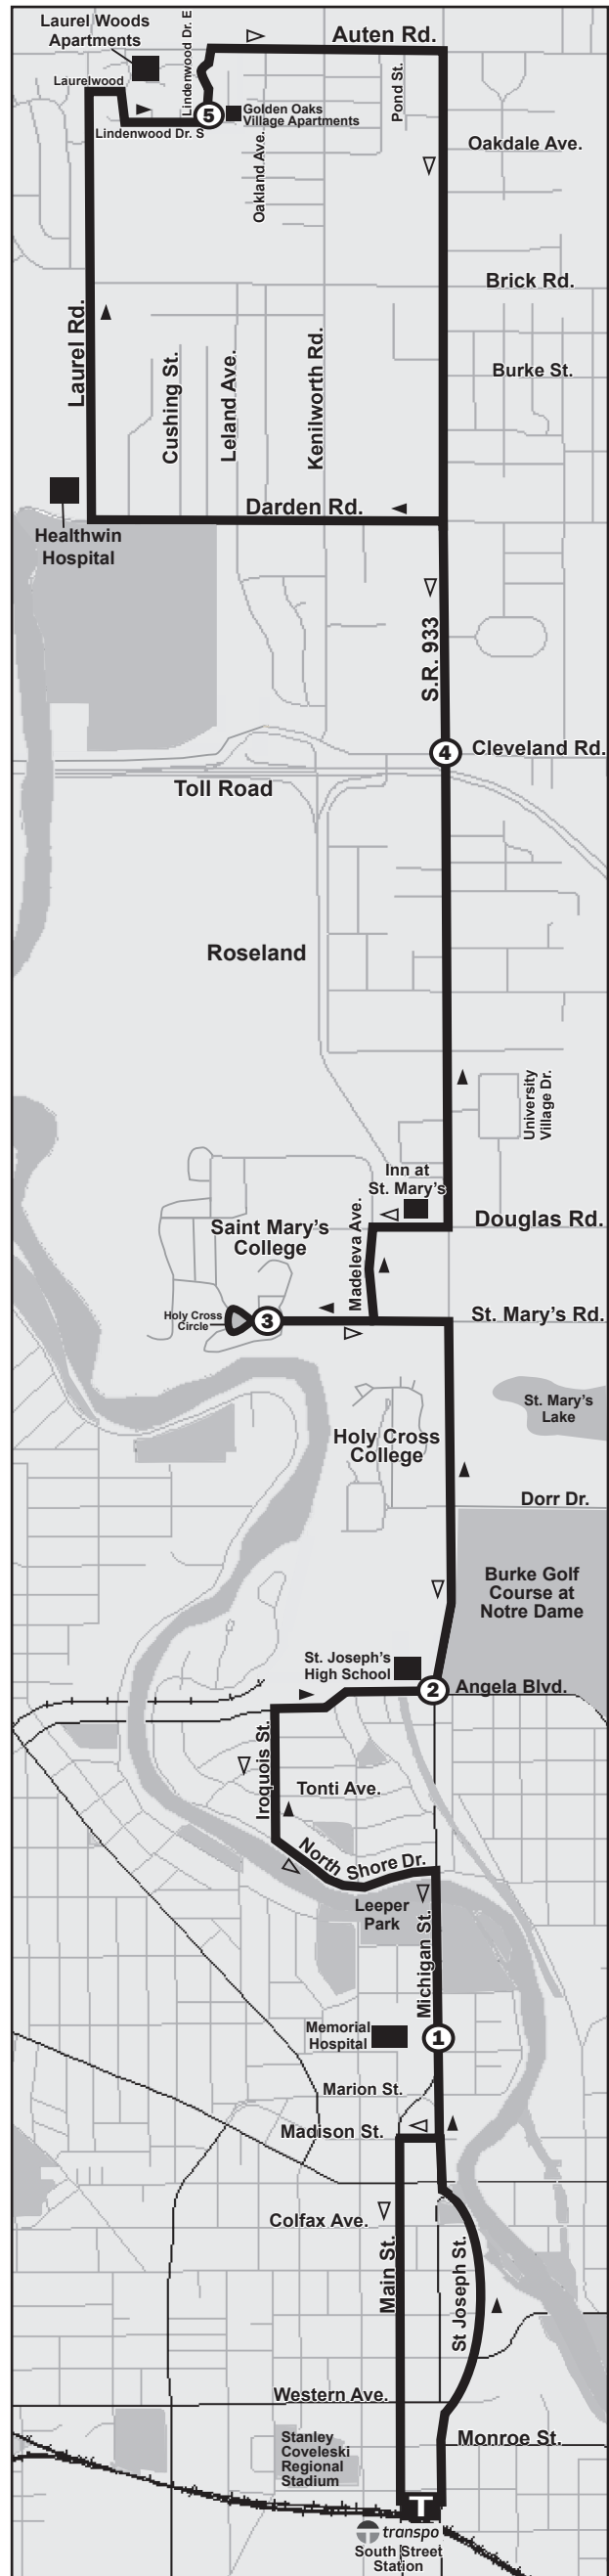 Laurel Woods
Apartments
Lindenwood Dr. E
Auten Rd.
Laurelwood
Pond St.
5
Golden Oaks
Village Apartments
Lindenwood Dr. S
Oakland Ave.
Oakdale Ave.
Brick Rd.
Laurel Rd.
Cushing St.
Leland Ave.
Kenilworth Rd.
Burke St.
Darden Rd.
Healthwin
Hospital
S.R. 933
4
Cleveland Rd.
Toll Road
Roseland
University
Village Dr.
Inn at
St. Mary's
Madeleva Ave.
Douglas Rd.
Saint Mary's
College
Holy Cross
Circle
3
St. Mary's Rd.
St. Mary's
Lake
Holy Cross
College
Dorr Dr.
Burke Golf
Course at
Notre Dame
St. Joseph's
High School
2
Angela Blvd.
Iroquois St.
Tonti Ave.
North Shore Dr.
Leeper
Park
Michigan St.
Memorial
Hospital
1
Marion St.
Madison St.
Colfax Ave.
Main St.
St Joseph St.
Western Ave.
Monroe St.
Stanley
Coveleski
Regional
Stadium
T
transpo
South Street
Station